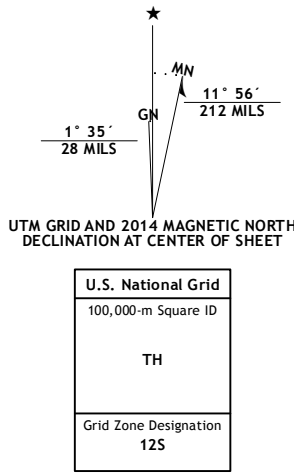 ★
MN
GN
11° 56´
212 MILS
1° 35´
28 MILS
UTM GRID AND 2014 MAGNETIC NORTH
DECLINATION AT CENTER OF SHEET
U.S. National Grid
100,000-m Square ID
TH
Grid Zone Designation
12S